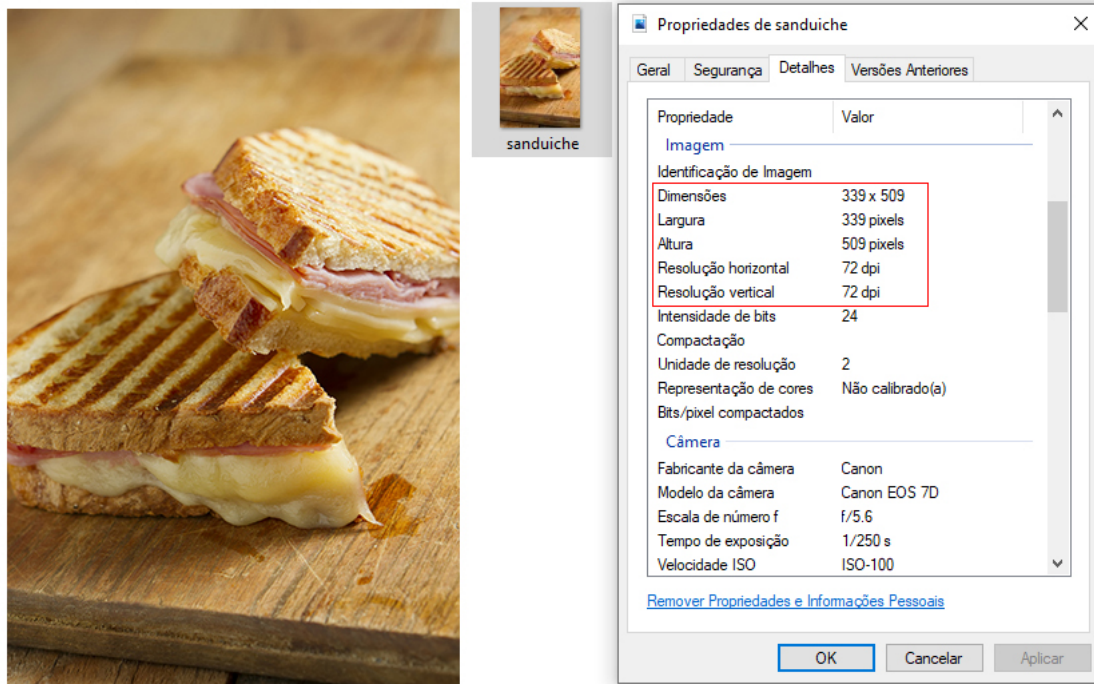 sanduiche
Propriedades de sanduiche
Geral Segurança Detalhes Versões Anteriores
Propriedade Valor
Imagem
Identificação de Imagem
Dimensões 339 x 509
Largura 339 pixels
Altura 509 pixels
Resolução horizontal 72 dpi
Resolução vertical 72 dpi
Intensidade de bits 24
Compactação
Unidade de resolução 2
Representação de cores Não calibrado(a)
Bits/pixel compactados
Câmera
Fabricante da câmera Canon
Modelo da câmera Canon EOS 7D
Escala de número f f/5.6
Tempo de exposição 1/250 s
Velocidade ISO ISO-100
Remover Propriedades e Informações Pessoais
OK Cancelar Aplicar